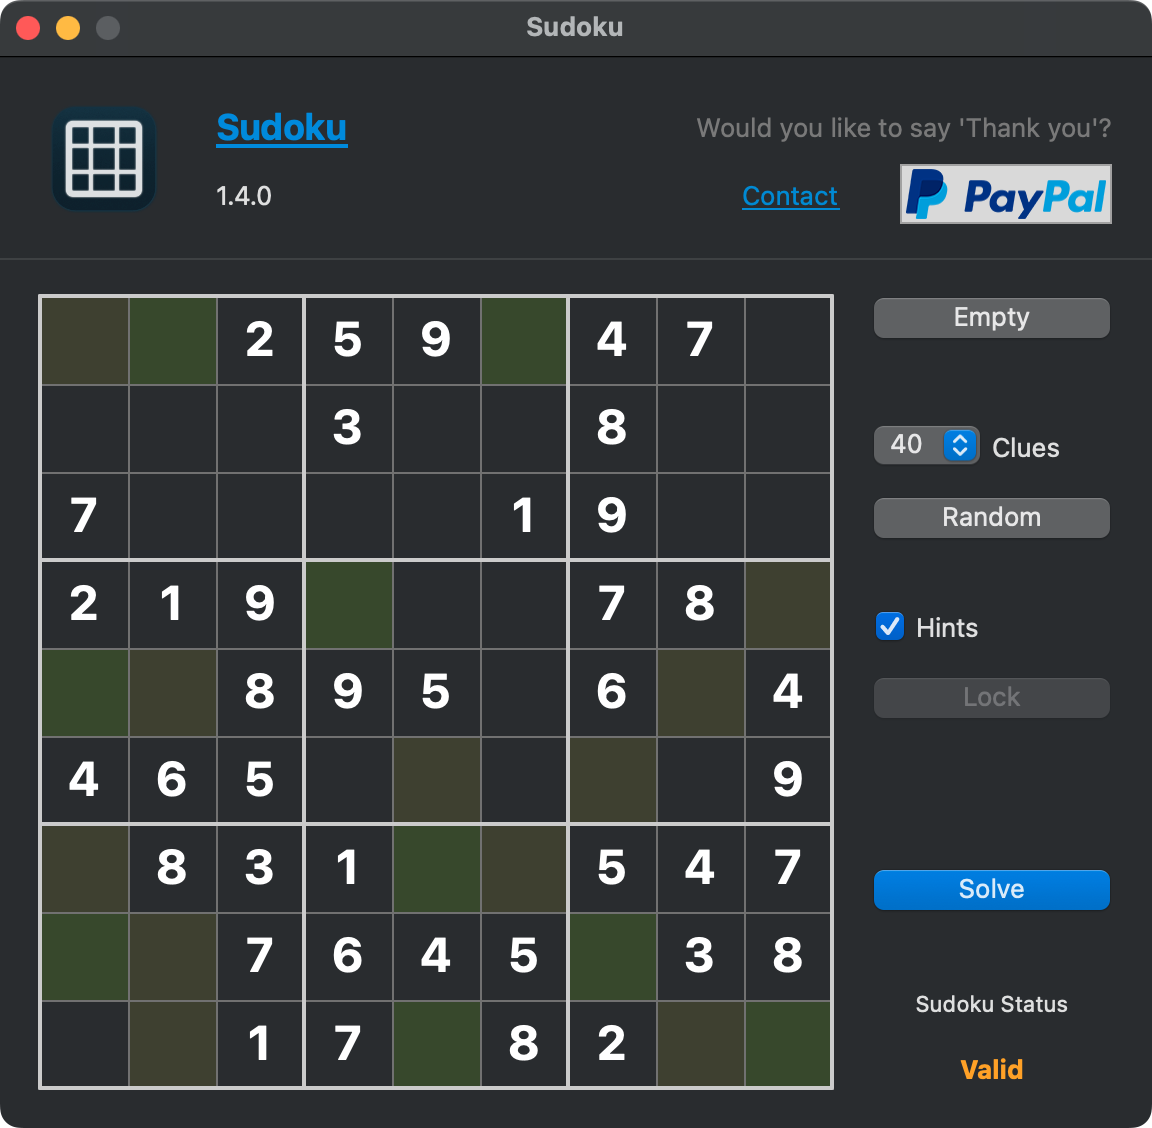 Sudoku
Sudoku
Would you like to say 'Thank you'?
1.4.0
Contact
PayPal
2 5 9 4 7
3 8
7 1 9
2 1 9 7 8
8 9 5 6 4
4 6 5 9
8 3 1 5 4 7
7 6 4 5 3 8
1 7 8 2
Empty
40 Clues
Random
Hints
Lock
Solve
Sudoku Status
Valid